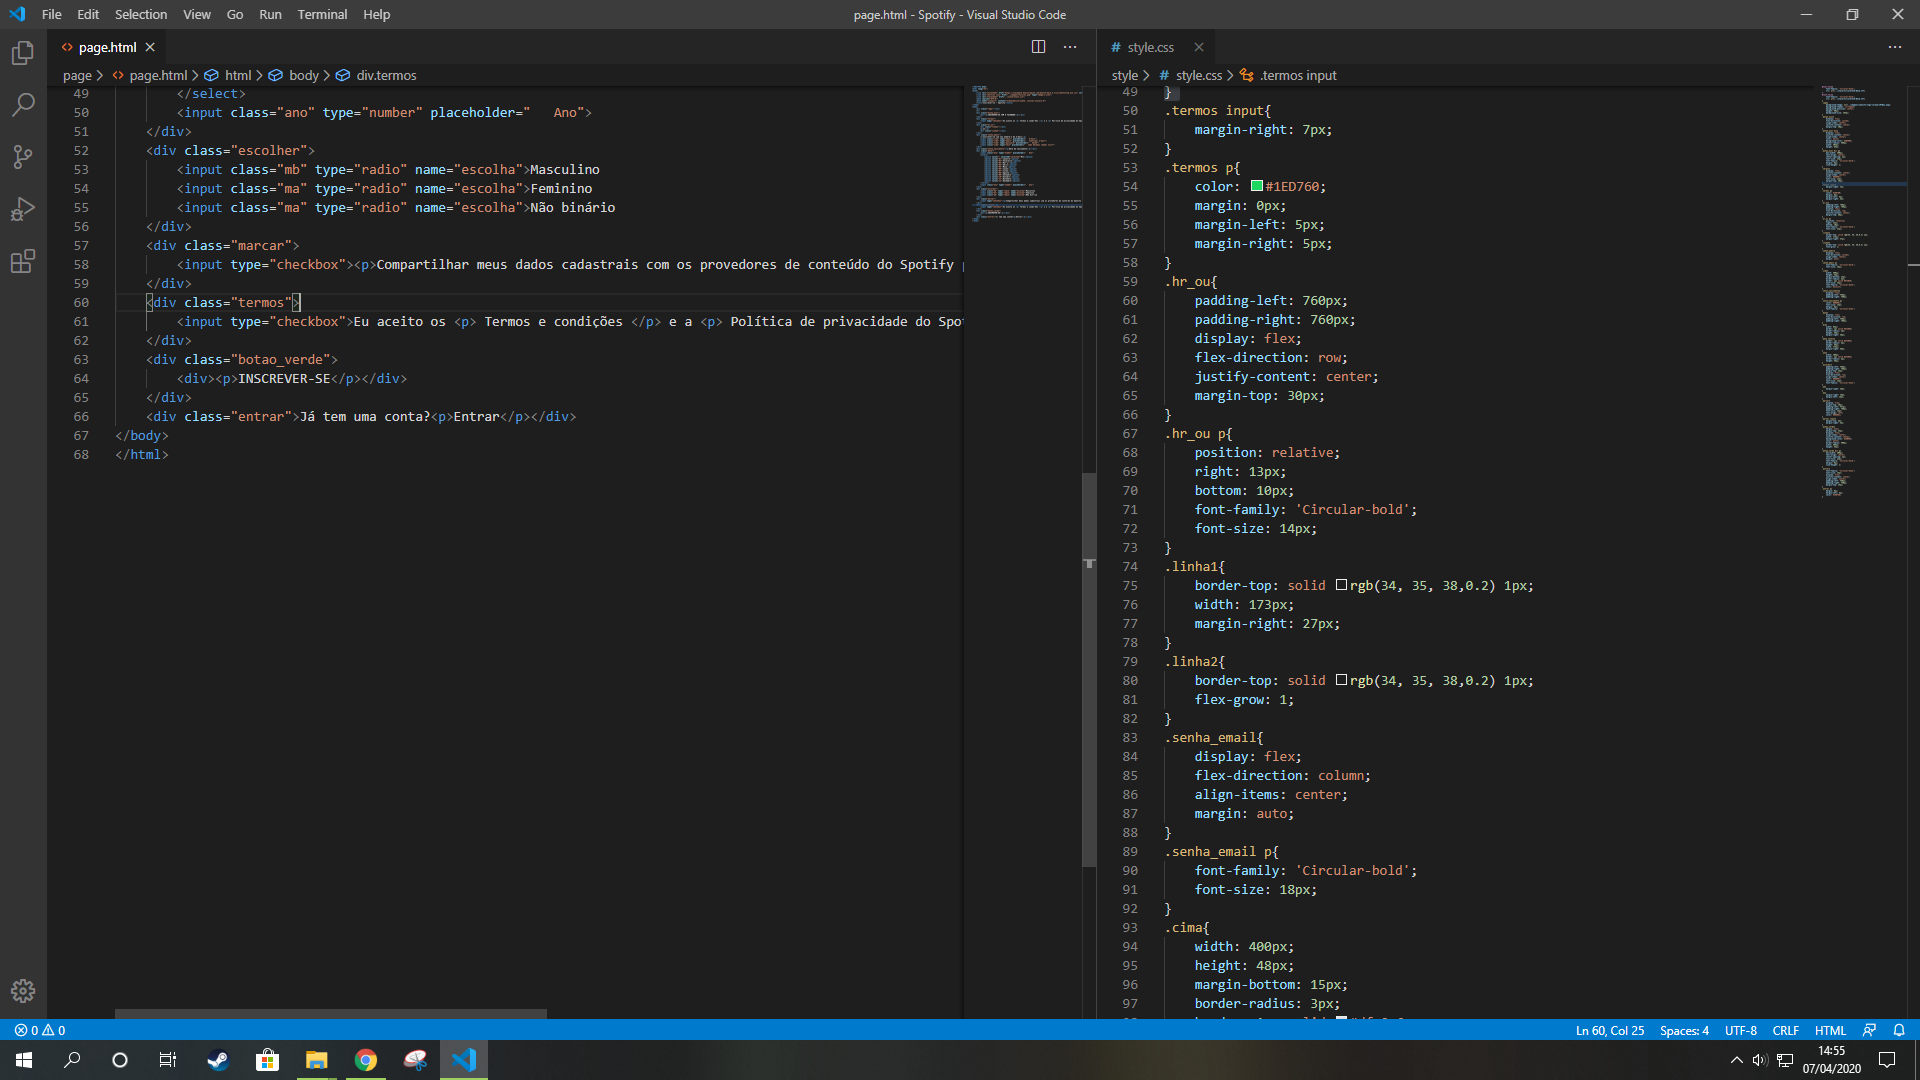 File Edit Selection View Go Run Terminal Help
page.html - Spotify - Visual Studio Code
page.html
page > page.html > html > body > div.termos
49 </select>
50 <input class="ano" type="number" placeholder="   Ano">
51 </div>
52 <div class="escolher">
53 <input class="mb" type="radio" name="escolha">Masculino
54 <input class="ma" type="radio" name="escolha">Feminino
55 <input class="ma" type="radio" name="escolha">Não binário
56 </div>
57 <div class="marcar">
58 <input type="checkbox"><p>Compartilhar meus dados cadastrais com os provedores de conteúdo do Spotify
59 </div>
60 <div class="termos">
61 <input type="checkbox">Eu aceito os <p> Termos e condições </p> e a <p> Política de privacidade do Spo
62 </div>
63 <div class="botao_verde">
64 <div><p>INSCREVER-SE</p></div>
65 </div>
66 <div class="entrar">Já tem uma conta?<p>Entrar</p></div>
67 </body>
68 </html>
# style.css
style > # style.css > .termos input
49 }
50 .termos input{
51 margin-right: 7px;
52 }
53 .termos p{
54 color: #1ED760;
55 margin: 0px;
56 margin-left: 5px;
57 margin-right: 5px;
58 }
59 .hr_ou{
60 padding-left: 760px;
61 padding-right: 760px;
62 display: flex;
63 flex-direction: row;
64 justify-content: center;
65 margin-top: 30px;
66 }
67 .hr_ou p{
68 position: relative;
69 right: 13px;
70 bottom: 10px;
71 font-family: 'Circular-bold';
72 font-size: 14px;
73 }
74 .linha1{
75 border-top: solid rgb(34, 35, 38,0.2) 1px;
76 width: 173px;
77 margin-right: 27px;
78 }
79 .linha2{
80 border-top: solid rgb(34, 35, 38,0.2) 1px;
81 flex-grow: 1;
82 }
83 .senha_email{
84 display: flex;
85 flex-direction: column;
86 align-items: center;
87 margin: auto;
88 }
89 .senha_email p{
90 font-family: 'Circular-bold';
91 font-size: 18px;
92 }
93 .cima{
94 width: 400px;
95 height: 48px;
96 margin-bottom: 15px;
97 border-radius: 3px;
0 0
Ln 60, Col 25 Spaces: 4 UTF-8 CRLF HTML
14:55
07/04/2020